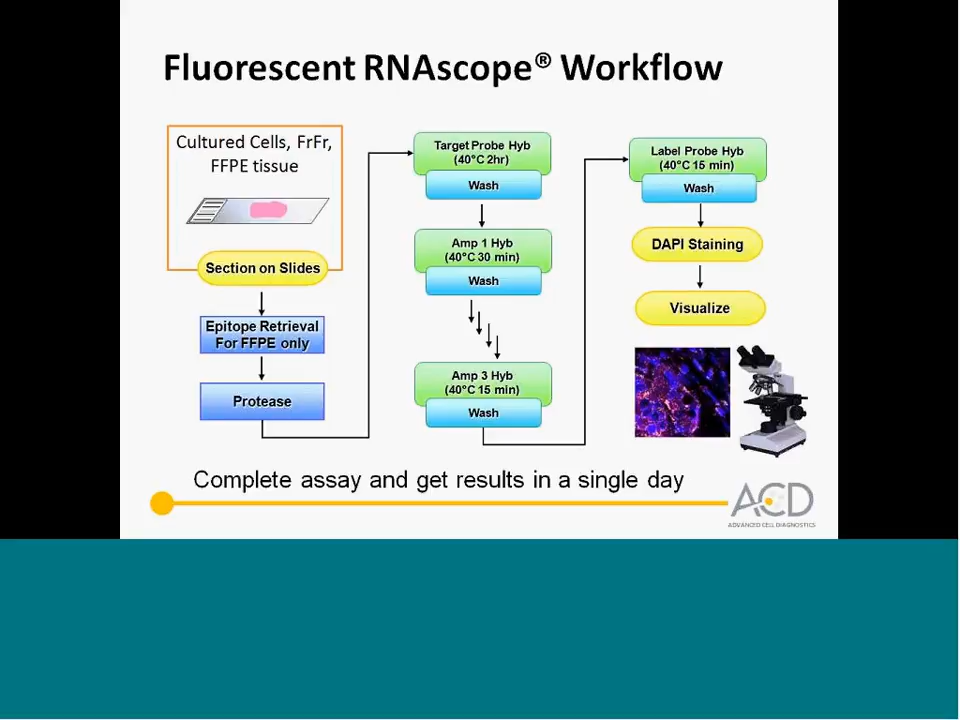 Fluorescent RNAscope® Workflow
Cultured Cells, FrFr,
FFPE tissue
Section on Slides
Epitope Retrieval
For FFPE only
Protease
Target Probe Hyb
(40°C 2hr)
Wash
Amp 1 Hyb
(40°C 30 min)
Wash
Amp 3 Hyb
(40°C 15 min)
Wash
Label Probe Hyb
(40°C 15 min)
Wash
DAPI Staining
Visualize
Complete assay and get results in a single day
ACD
ADVANCED CELL DIAGNOSTICS